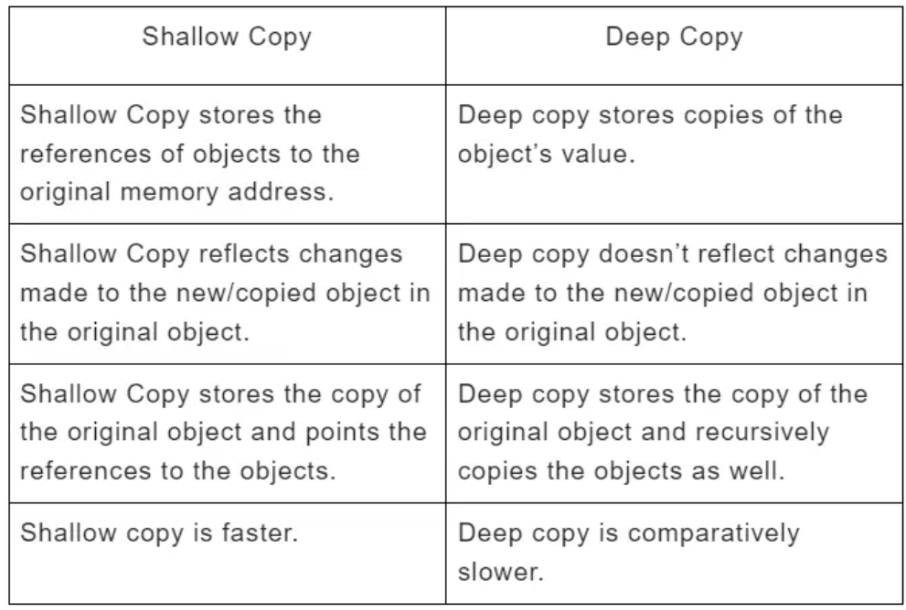 Shallow Copy
Deep Copy
Shallow Copy stores the
references of objects to the
original memory address.
Deep copy stores copies of the
object’s value.
Shallow Copy reflects changes
made to the new/copied object in
the original object.
Deep copy doesn’t reflect changes
made to the new/copied object in
the original object.
Shallow Copy stores the copy of
the original object and points the
references to the objects.
Deep copy stores the copy of the
original object and recursively
copies the objects as well.
Shallow copy is faster.
Deep copy is comparatively
slower.